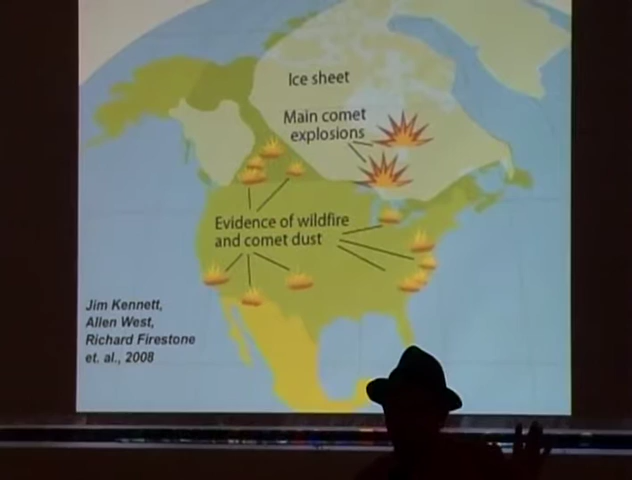 Ice sheet
Main comet
explosions
Evidence of wildfire
and comet dust
Jim Kennett,
Allen West,
Richard Firestone
et. al., 2008